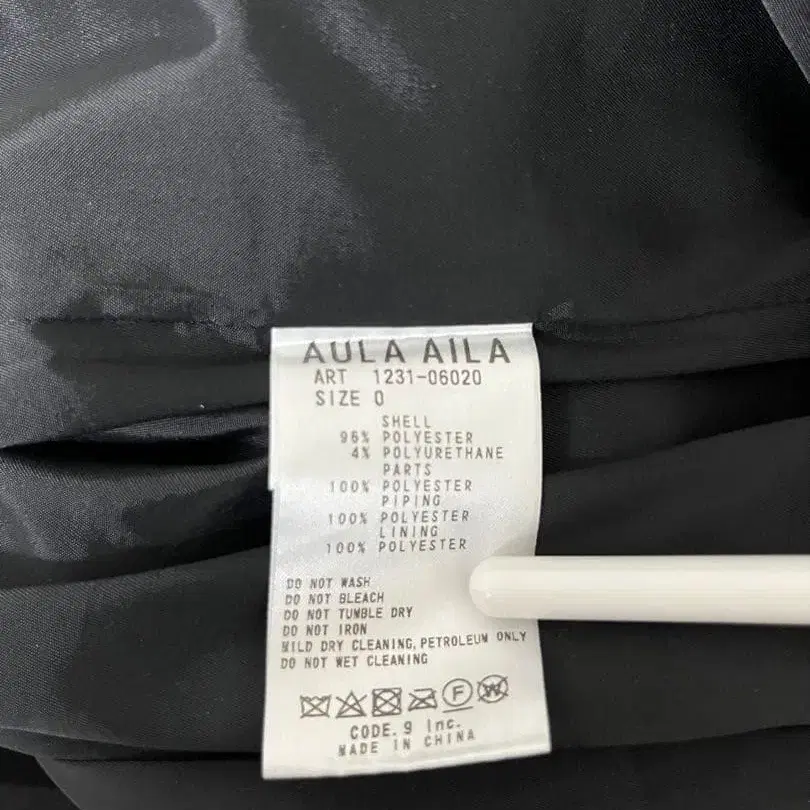 AULA AILA
ART 1231-06020
SIZE 0
SHELL
96% POLYESTER
4% POLYURETHANE
PARTS
100% POLYESTER
PIPING
100% POLYESTER
LINING
100% POLYESTER
DO NOT WASH
DO NOT BLEACH
DO NOT TUMBLE DRY
DO NOT IRON
MILD DRY CLEANING, PETROLEUM ONLY
DO NOT WET CLEANING
F W
CODE. 9 Inc.
MADE IN CHINA